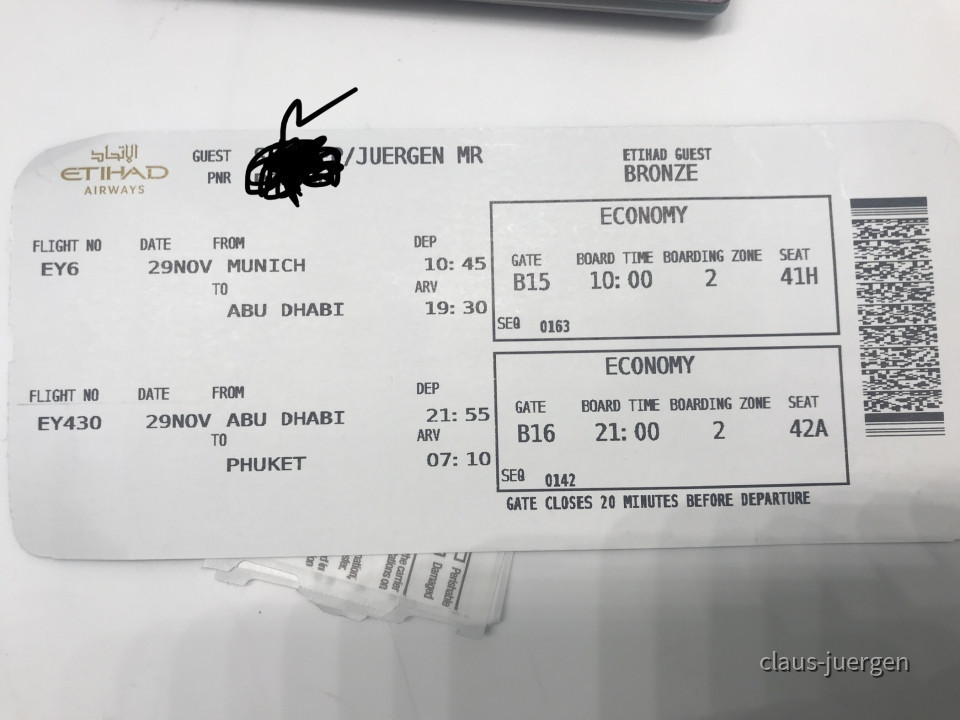 الإتحاد
ETIHAD
AIRWAYS
GUEST /JUERGEN MR
PNR
ETIHAD GUEST
BRONZE
FLIGHT NO DATE FROM DEP
EY6 29NOV MUNICH 10:45
TO ARV
ABU DHABI 19:30
ECONOMY
GATE BOARD TIME BOARDING ZONE SEAT
B15 10:00 2 41H
SEQ 0163
FLIGHT NO DATE FROM DEP
EY430 29NOV ABU DHABI 21:55
TO ARV
PHUKET 07:10
ECONOMY
GATE BOARD TIME BOARDING ZONE SEAT
B16 21:00 2 42A
SEQ 0142
GATE CLOSES 20 MINUTES BEFORE DEPARTURE
Perishable
Damaged
the carrier
claus-juergen